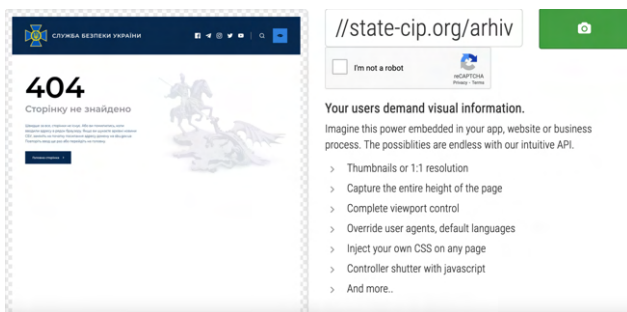 СЛУЖБА БЕЗПЕКИ УКРАЇНИ
404
Сторінку не знайдено
Головна сторінка
//state-cip.org/arhiv
I'm not a robot
reCAPTCHA
Privacy - Terms
Your users demand visual information.
Imagine this power embedded in your app, website or business
process. The possiblities are endless with our intuitive API.
> Thumbnails or 1:1 resolution
> Capture the entire height of the page
> Complete viewport control
> Override user agents, default languages
> Inject your own CSS on any page
> Controller shutter with javascript
> And more..